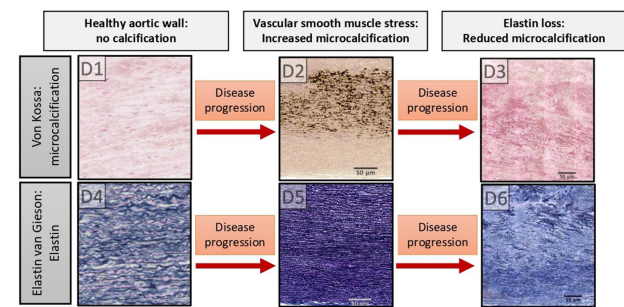 Healthy aortic wall:
no calcification
Vascular smooth muscle stress:
Increased microcalcification
Elastin loss:
Reduced microcalcification
Von Kossa:
microcalcification
D1
Disease
progression
D2
50 µm
Disease
progression
D3
Elastin van Gieson:
Elastin
D4
Disease
progression
D5
Disease
progression
D6